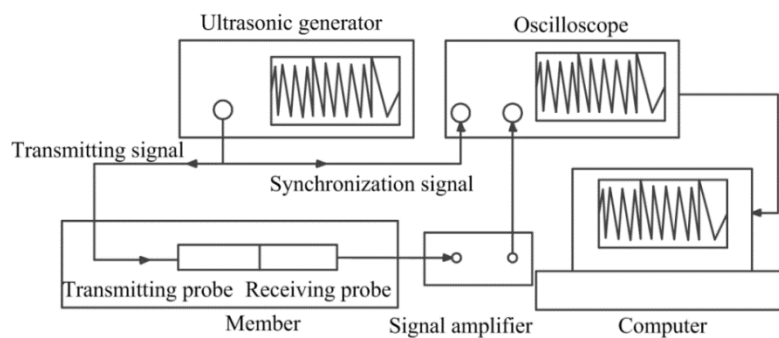 Ultrasonic generator
Oscilloscope
Transmitting signal
Synchronization signal
Transmitting probe
Receiving probe
Member
Signal amplifier
Computer